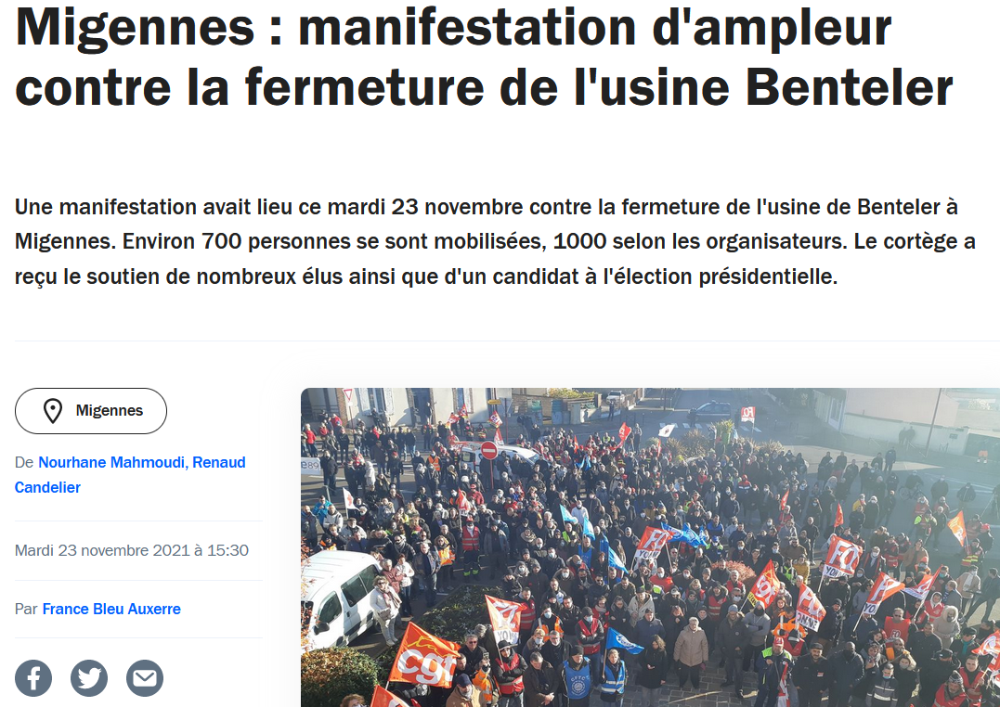 Migennes : manifestation d'ampleur
contre la fermeture de l'usine Benteler
Une manifestation avait lieu ce mardi 23 novembre contre la fermeture de l'usine de Benteler à
Migennes. Environ 700 personnes se sont mobilisées, 1000 selon les organisateurs. Le cortège a
reçu le soutien de nombreux élus ainsi que d'un candidat à l'élection présidentielle.
Migennes
De Nourhane Mahmoudi, Renaud
Candelier
Mardi 23 novembre 2021 à 15:30
Par France Bleu Auxerre
FO
FO
FO
cgt